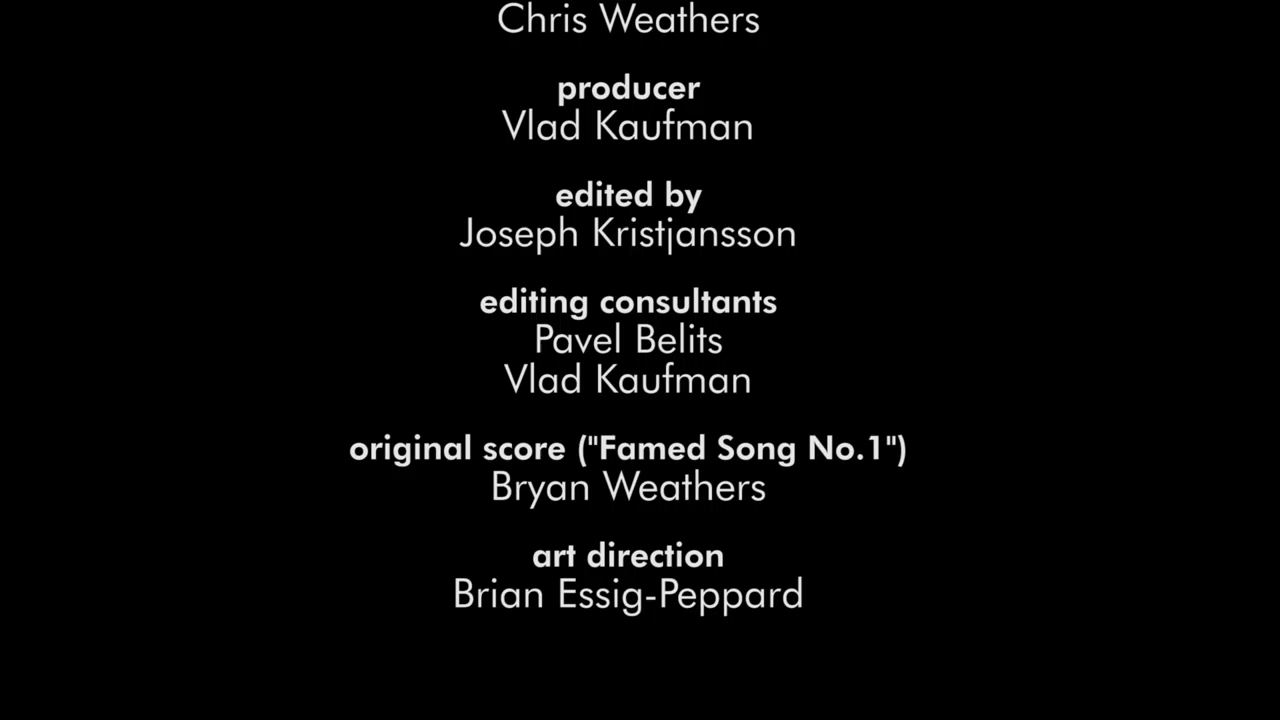 Chris Weathers
producer
Vlad Kaufman
edited by
Joseph Kristjansson
editing consultants
Pavel Belits
Vlad Kaufman
original score ("Famed Song No.1")
Bryan Weathers
art direction
Brian Essig-Peppard